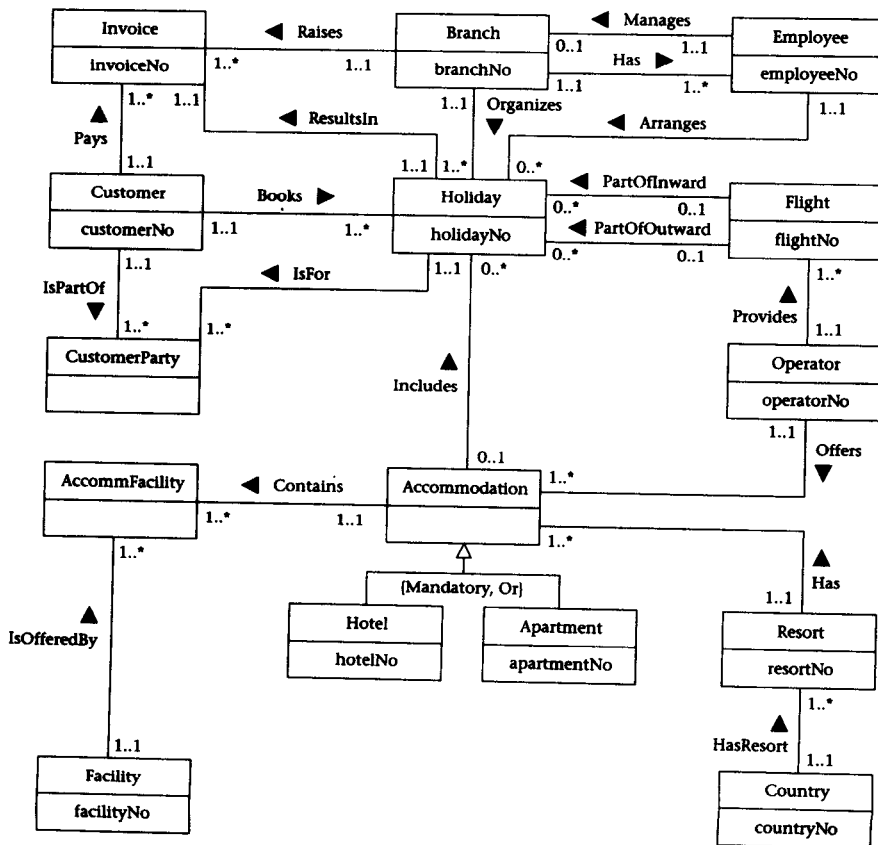 Invoice
invoiceNo
◀ Raises
1..*
1..1
Branch
branchNo
◀ Manages
0..1
1..1
Has ▶
1..1
1..*
Employee
employeeNo
1..*
1..1
◀ ResultsIn
1..1
Organizes
▼
◀ Arranges
1..1
▲
Pays
1..1
1..1
1..*
0..*
Customer
customerNo
Books ▶
1..1
1..*
Holiday
holidayNo
◀ PartOfInward
0..*
0..1
◀ PartOfOutward
0..*
0..1
Flight
flightNo
1..1
IsPartOf
▼
◀ IsFor
1..1
0..*
1..*
1..*
1..*
▲
Provides
1..1
CustomerParty
▲
Includes
Operator
operatorNo
0..1
1..1
Offers
▼
AccommFacility
◀ Contains
1..*
1..1
Accommodation
1..*
1..*
1..*
▲
Has
1..1
{Mandatory, Or}
▲
IsOfferedBy
Hotel
hotelNo
Apartment
apartmentNo
Resort
resortNo
1..*
▲
HasResort
1..1
1..1
Facility
facilityNo
Country
countryNo